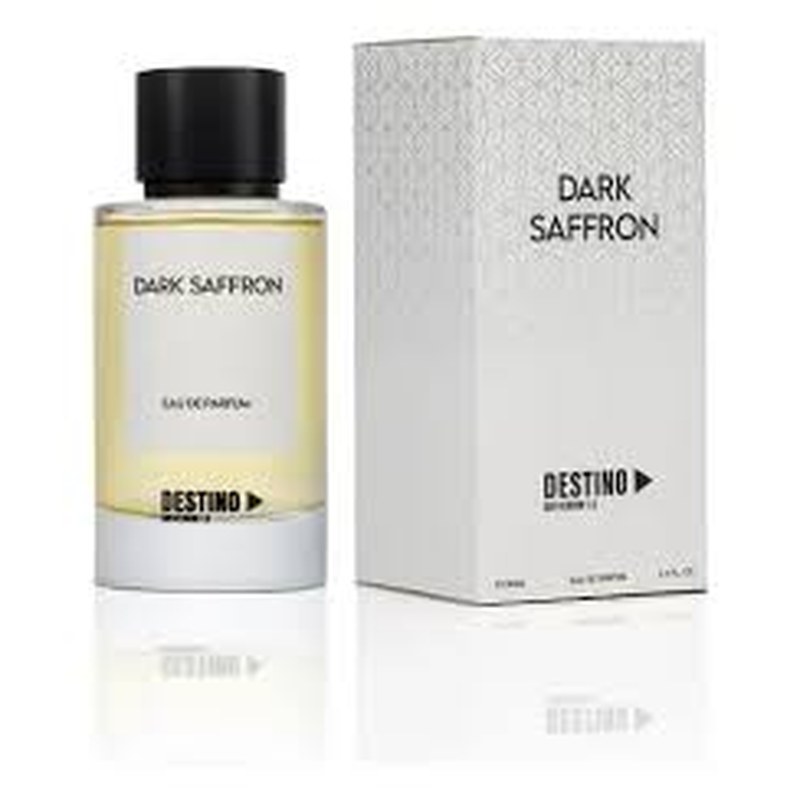 DARK SAFFRON
EAU DE PARFUM
DESTINO
DARK
SAFFRON
DESTINO
EAU DE PARFUM